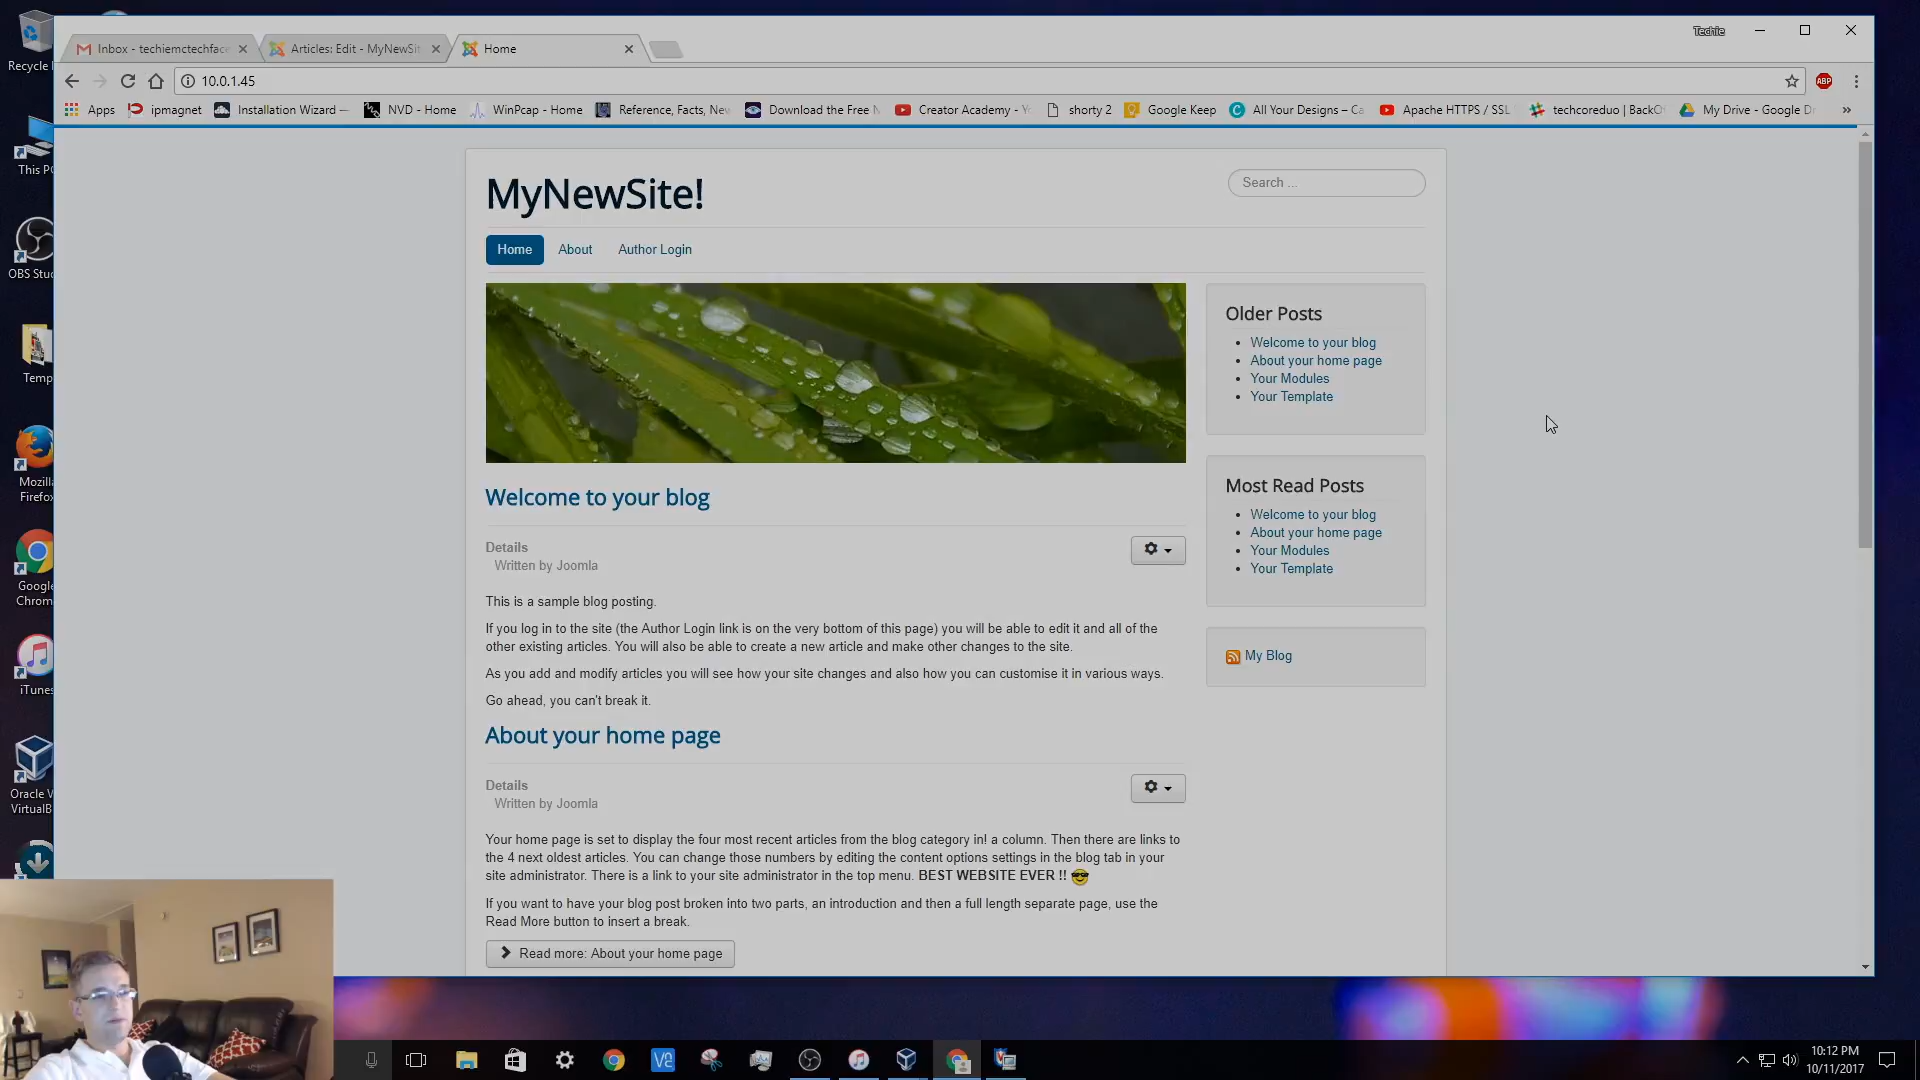 Recycle
Techie
Inbox - techiemctechface
Articles: Edit - MyNewSit
Home
10.0.1.45
ABP
Apps
ipmagnet
Installation Wizard —
NVD - Home
WinPcap - Home
Reference, Facts, Nev
Download the Free
Creator Academy - Yo
shorty 2
Google Keep
All Your Designs – Ca
Apache HTTPS / SSL
techcoreduo | BackO
My Drive - Google Dr
»
This PC
OBS Stud
Temp
Mozilla
Firefox
Google
Chrom
iTunes
Oracle V
VirtualB
MyNewSite!
Search ...
Home
About
Author Login
Older Posts
Welcome to your blog
About your home page
Your Modules
Your Template
Most Read Posts
Welcome to your blog
About your home page
Your Modules
Your Template
My Blog
Welcome to your blog
Details
Written by Joomla
This is a sample blog posting.
If you log in to the site (the Author Login link is on the very bottom of this page) you will be able to edit it and all of the
other existing articles. You will also be able to create a new article and make other changes to the site.
As you add and modify articles you will see how your site changes and also how you can customise it in various ways.
Go ahead, you can't break it.
About your home page
Details
Written by Joomla
Your home page is set to display the four most recent articles from the blog category in! a column. Then there are links to
the 4 next oldest articles. You can change those numbers by editing the content options settings in the blog tab in your
site administrator. There is a link to your site administrator in the top menu. BEST WEBSITE EVER !! 😎
If you want to have your blog post broken into two parts, an introduction and then a full length separate page, use the
Read More button to insert a break.
Read more: About your home page
10:12 PM
10/11/2017